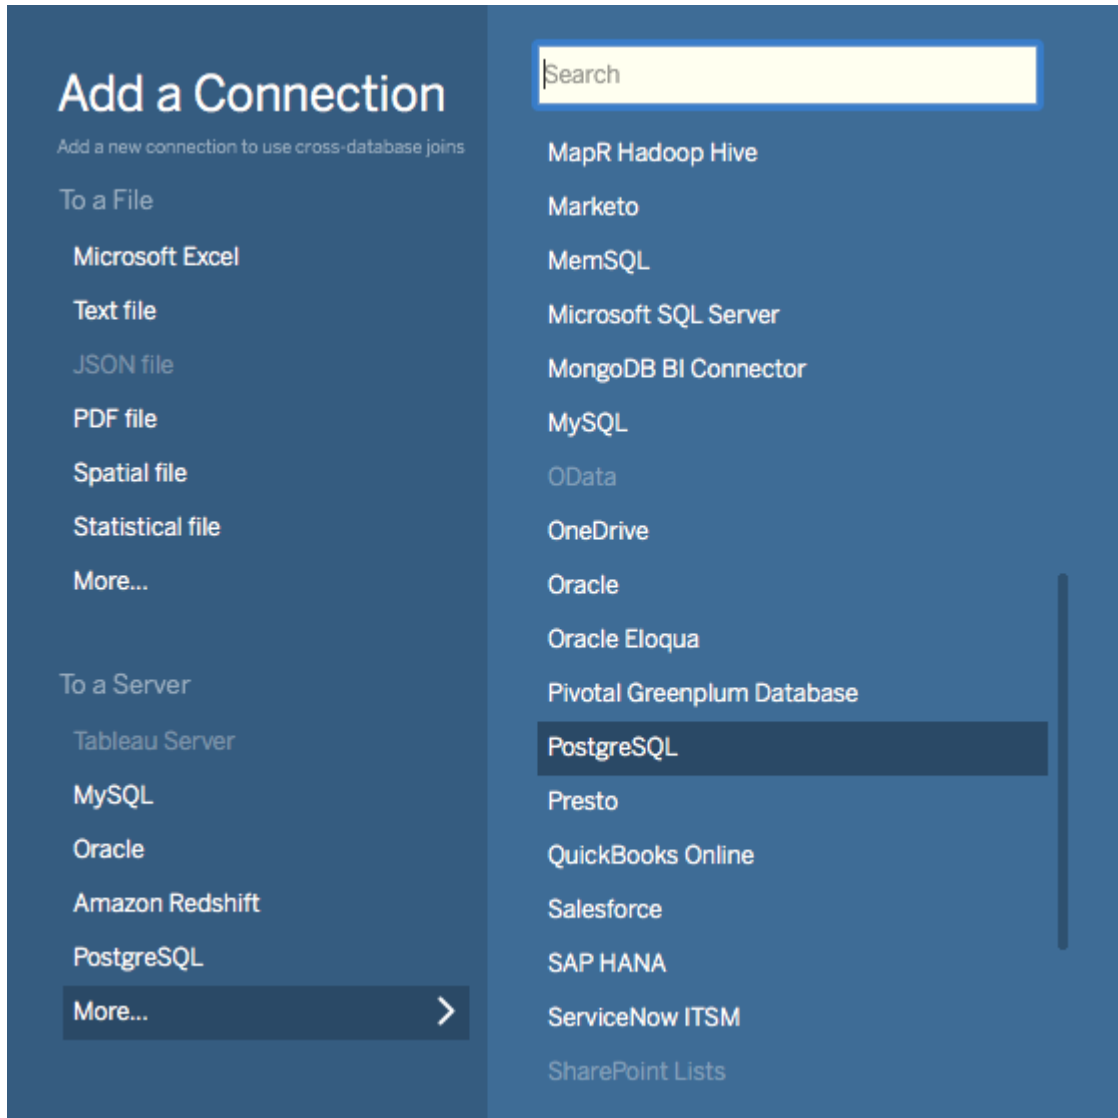 Add a Connection
Add a new connection to use cross-database joins
To a File
Microsoft Excel
Text file
JSON file
PDF file
Spatial file
Statistical file
More...
To a Server
Tableau Server
MySQL
Oracle
Amazon Redshift
PostgreSQL
More...
Search
MapR Hadoop Hive
Marketo
MemSQL
Microsoft SQL Server
MongoDB BI Connector
MySQL
OData
OneDrive
Oracle
Oracle Eloqua
Pivotal Greenplum Database
PostgreSQL
Presto
QuickBooks Online
Salesforce
SAP HANA
ServiceNow ITSM
SharePoint Lists